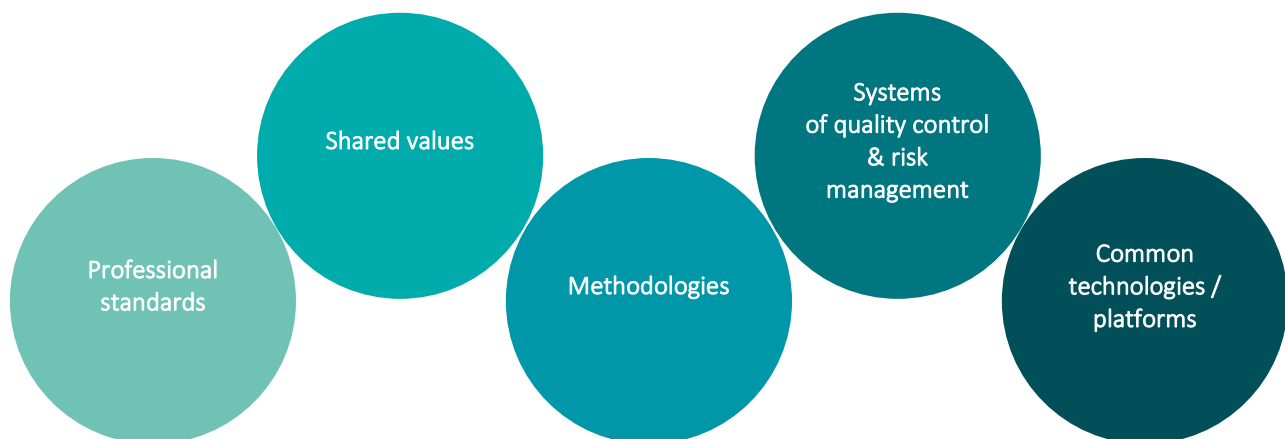 Professional
standards
Shared values
Methodologies
Systems
of quality control
& risk
management
Common
technologies /
platforms